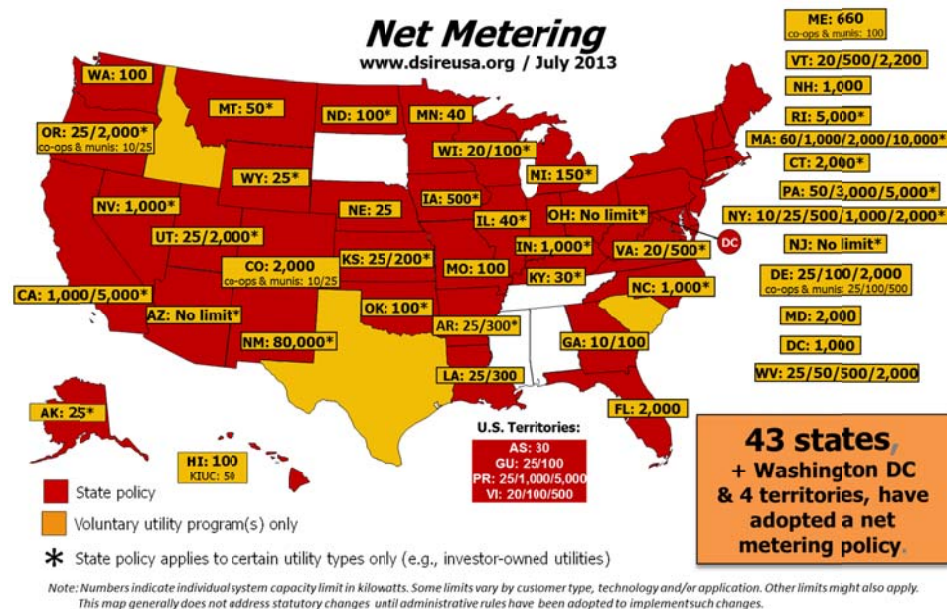 Net Metering
www.dsireusa.org / July 2013
WA: 100
OR: 25/2,000*
co-ops & munis: 10/25
MT: 50*
ND: 100*
MN: 40
WI: 20/100*
MI: 150*
WY: 25*
NV: 1,000*
UT: 25/2,000*
NE: 25
IA: 500*
IL: 40*
OH: No limit*
IN: 1,000*
VA: 20/500*
DC
CO: 2,000
co-ops & munis: 10/25
KS: 25/200*
MO: 100
KY: 30*
NC: 1,000*
CA: 1,000/5,000*
AZ: No limit*
OK: 100*
AR: 25/300*
NM: 80,000*
GA: 10/100
LA: 25/300
FL: 2,000
AK: 25*
HI: 100
KIUC: 50
ME: 660
co-ops & munis: 100
VT: 20/500/2,200
NH: 1,000
RI: 5,000*
MA: 60/1,000/2,000/10,000*
CT: 2,000*
PA: 50/3,000/5,000*
NY: 10/25/500/1,000/2,000*
NJ: No limit*
DE: 25/100/2,000
co-ops & munis: 25/100/500
MD: 2,000
DC: 1,000
WV: 25/50/500/2,000
U.S. Territories:
AS: 30
GU: 25/100
PR: 25/1,000/5,000
VI: 20/100/500
43 states,
+ Washington DC
& 4 territories, have
adopted a net
metering policy.
State policy
Voluntary utility program(s) only
* State policy applies to certain utility types only (e.g., investor-owned utilities)
Note: Numbers indicate individual system capacity limit in kilowatts. Some limits vary by customer type, technology and/or application. Other limits might also apply.
This map generally does not address statutory changes until administrative rules have been adopted to implement such changes.